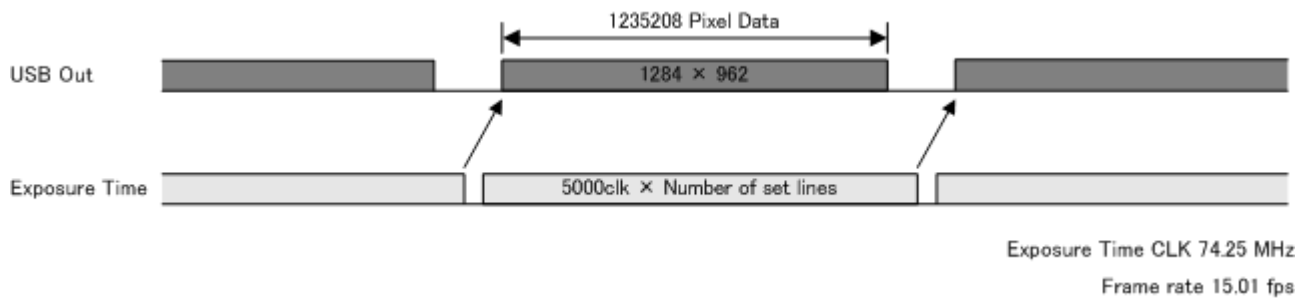 1235208 Pixel Data
USB Out
1284 × 962
Exposure Time
5000clk × Number of set lines
Exposure Time CLK 74.25 MHz
Frame rate 15.01 fps